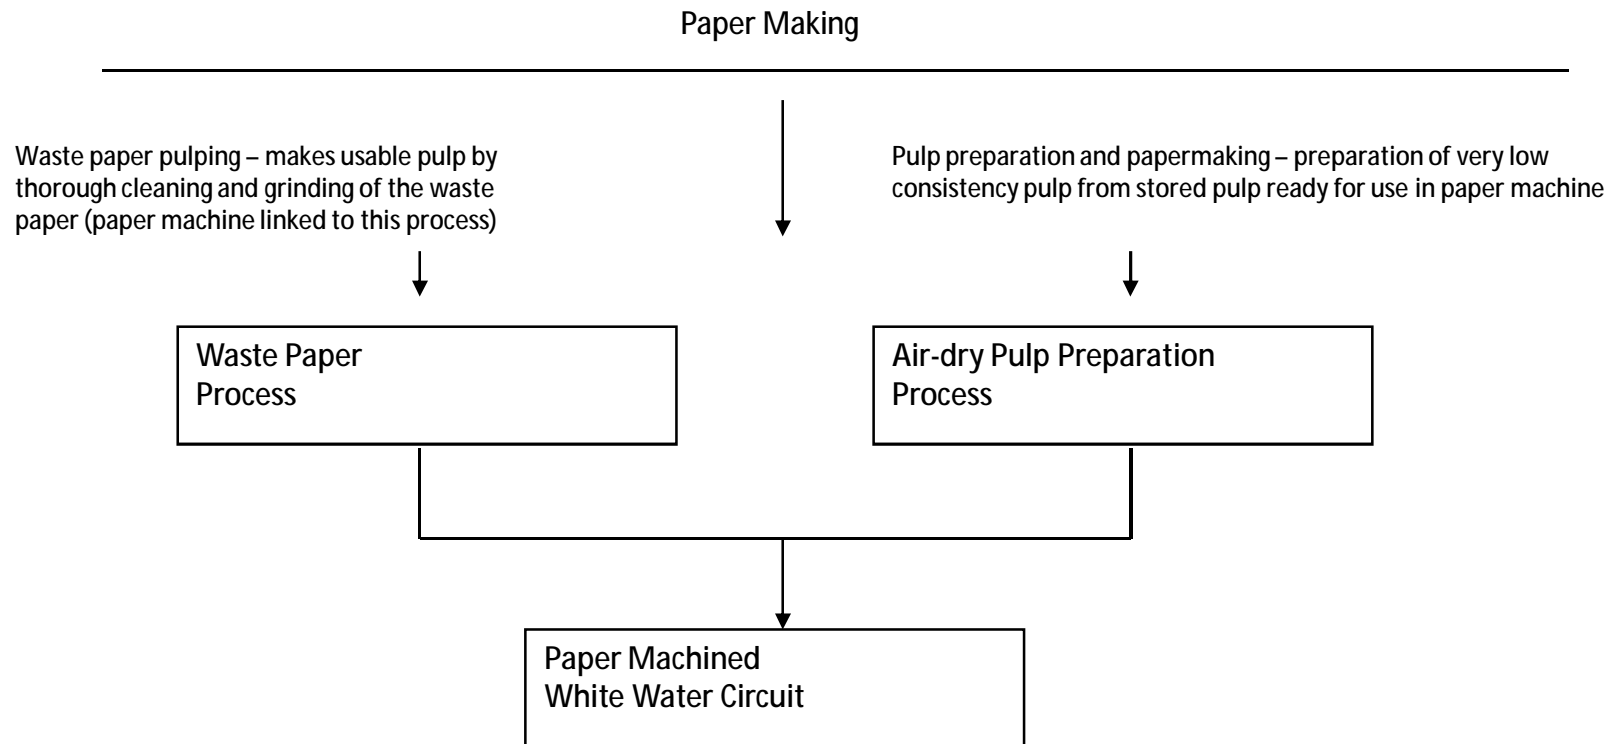 Paper Making
Waste paper pulping – makes usable pulp by
thorough cleaning and grinding of the waste
paper (paper machine linked to this process)
Pulp preparation and papermaking – preparation of very low
consistency pulp from stored pulp ready for use in paper machine
Waste Paper
Process
Air-dry Pulp Preparation
Process
Paper Machined
White Water Circuit